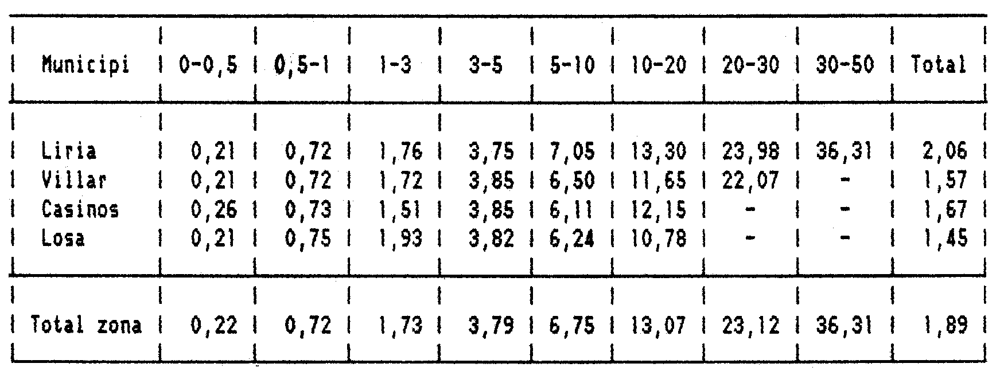 Municipi | 0-0,5 | 0,5-1 | 1-3 | 3-5 | 5-10 | 10-20 | 20-30 | 30-50 | Total
Liria | 0,21 | 0,72 | 1,76 | 3,75 | 7,05 | 13,30 | 23,98 | 36,31 | 2,06
Villar | 0,21 | 0,72 | 1,72 | 3,85 | 6,50 | 11,65 | 22,07 | - | 1,57
Casinos | 0,26 | 0,73 | 1,51 | 3,85 | 6,11 | 12,15 | - | - | 1,67
Losa | 0,21 | 0,75 | 1,93 | 3,82 | 6,24 | 10,78 | - | - | 1,45
Total zona | 0,22 | 0,72 | 1,73 | 3,79 | 6,75 | 13,07 | 23,12 | 36,31 | 1,89